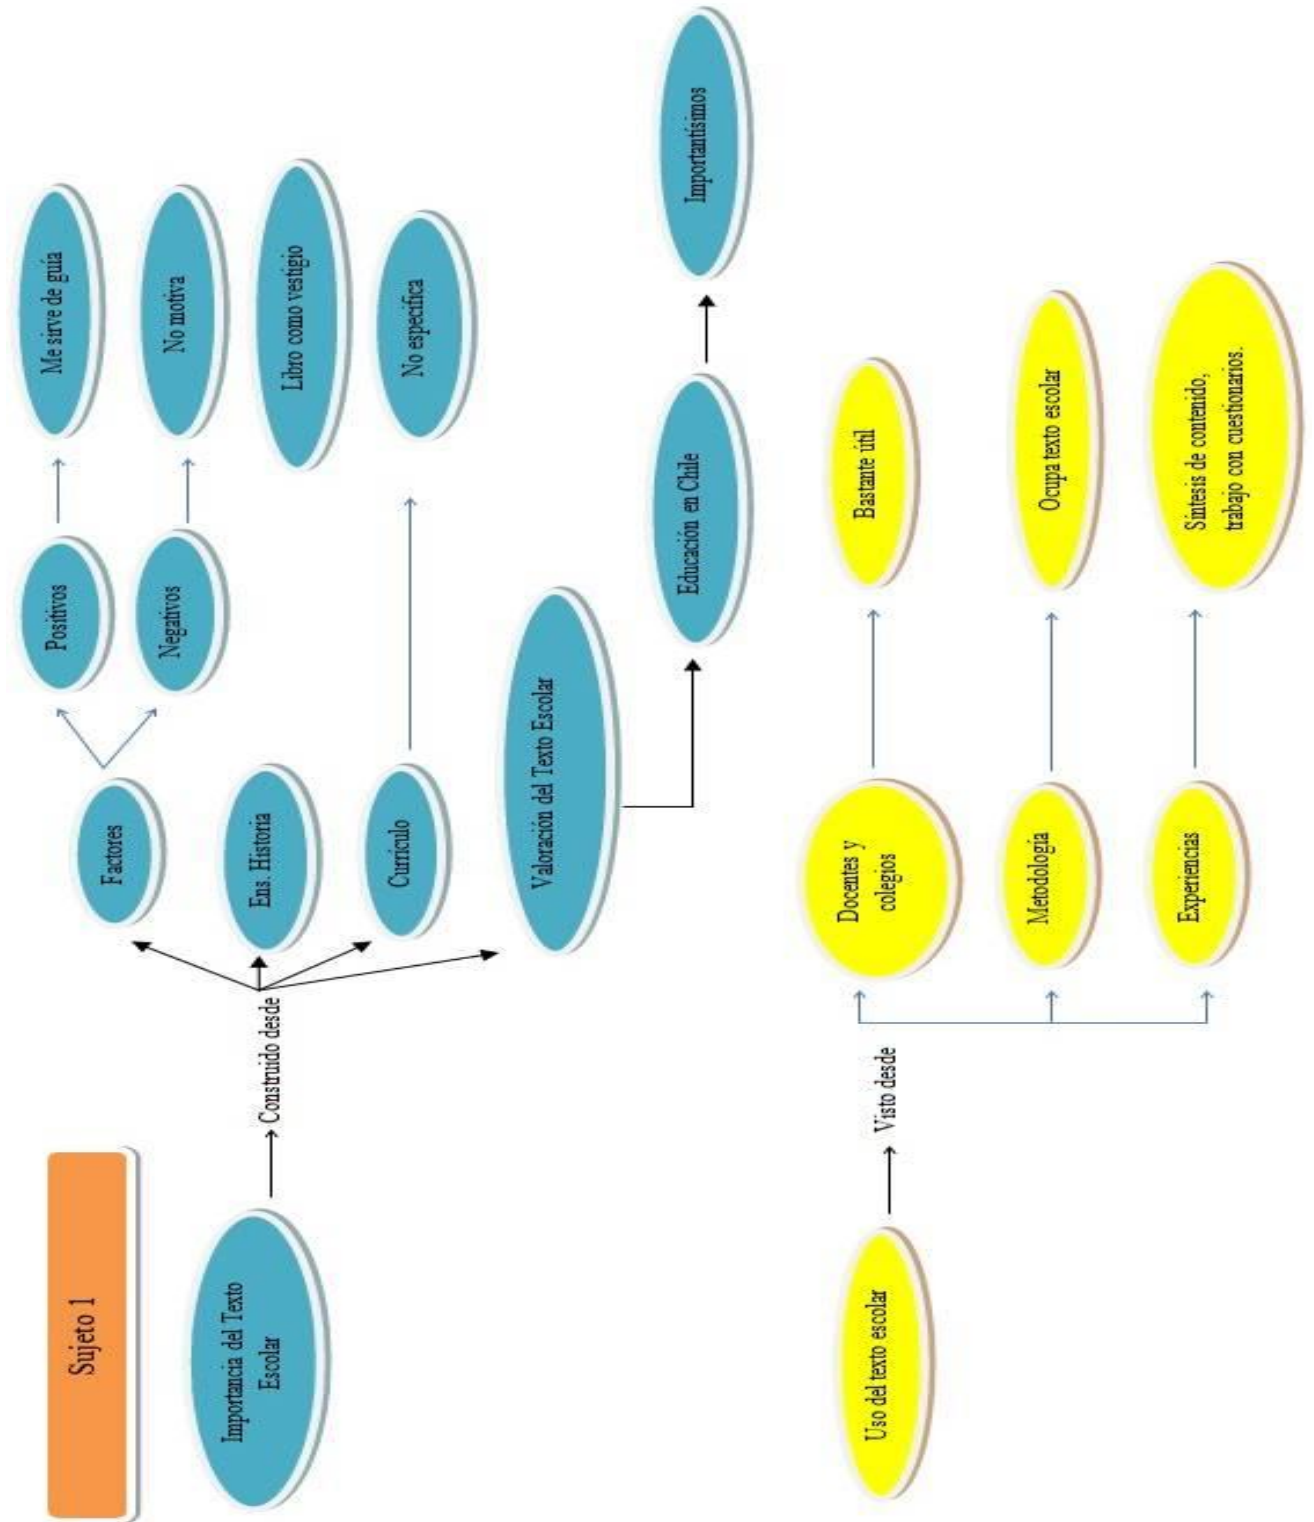 Sujeto 1
Importancia del Texto
Escolar
Construido desde
Factores
Positivos
Me sirve de guía
Negativos
No motiva
Ens. Historia
Libro como vestigio
Currículo
No especifica
Valoración del Texto Escolar
Educación en Chile
Importantísimos
Uso del texto escolar
Visto desde
Docentes y
colegios
Bastante útil
Metodología
Ocupa texto escolar
Experiencias
Síntesis de contenido,
trabajo con cuestionarios.